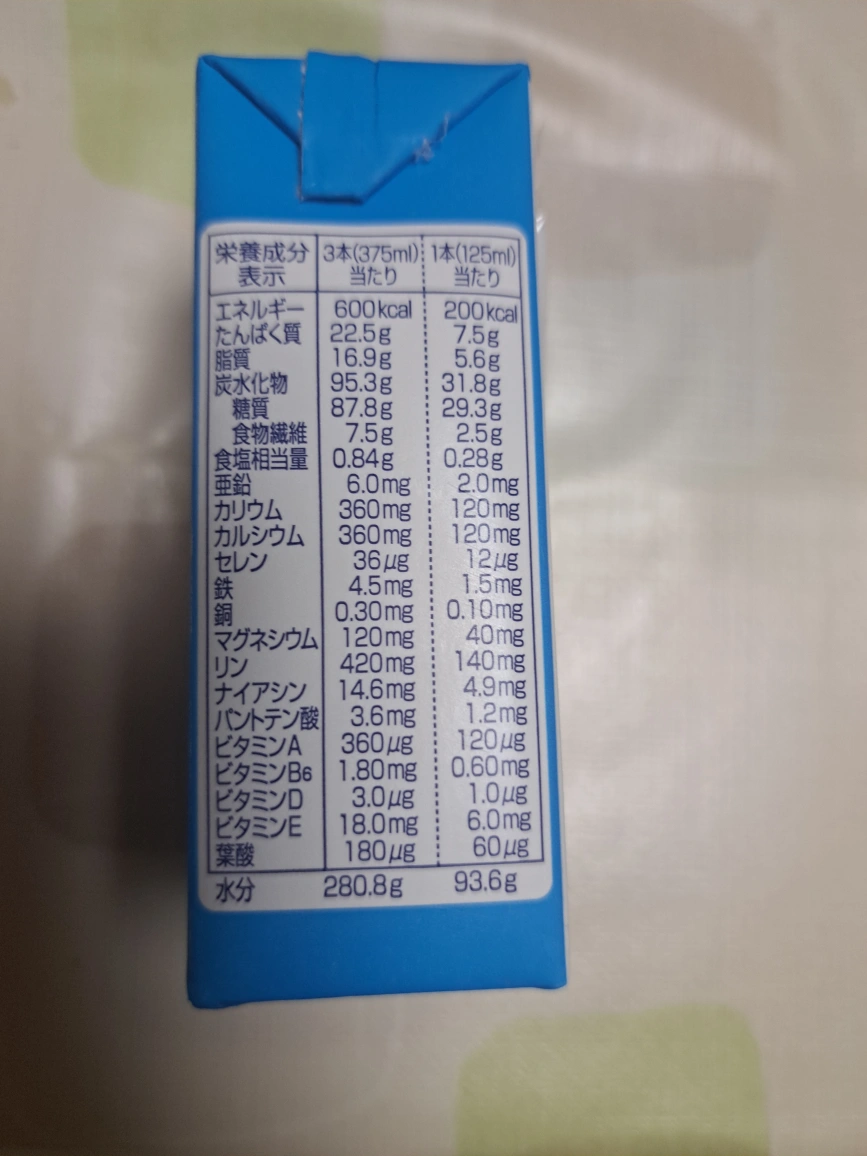 栄養成分表示 3本(375ml)当たり 1本(125ml)当たり
エネルギー 600kcal 200kcal
たんぱく質 22.5g 7.5g
脂質 16.9g 5.6g
炭水化物 95.3g 31.8g
糖質 87.8g 29.3g
食物繊維 7.5g 2.5g
食塩相当量 0.84g 0.28g
亜鉛 6.0mg 2.0mg
カリウム 360mg 120mg
カルシウム 360mg 120mg
セレン 36μg 12μg
鉄 4.5mg 1.5mg
銅 0.30mg 0.10mg
マグネシウム 120mg 40mg
リン 420mg 140mg
ナイアシン 14.6mg 4.9mg
パントテン酸 3.6mg 1.2mg
ビタミンA 360μg 120μg
ビタミンB6 1.80mg 0.60mg
ビタミンD 3.0μg 1.0μg
ビタミンE 18.0mg 6.0mg
葉酸 180μg 60μg
水分 280.8g 93.6g